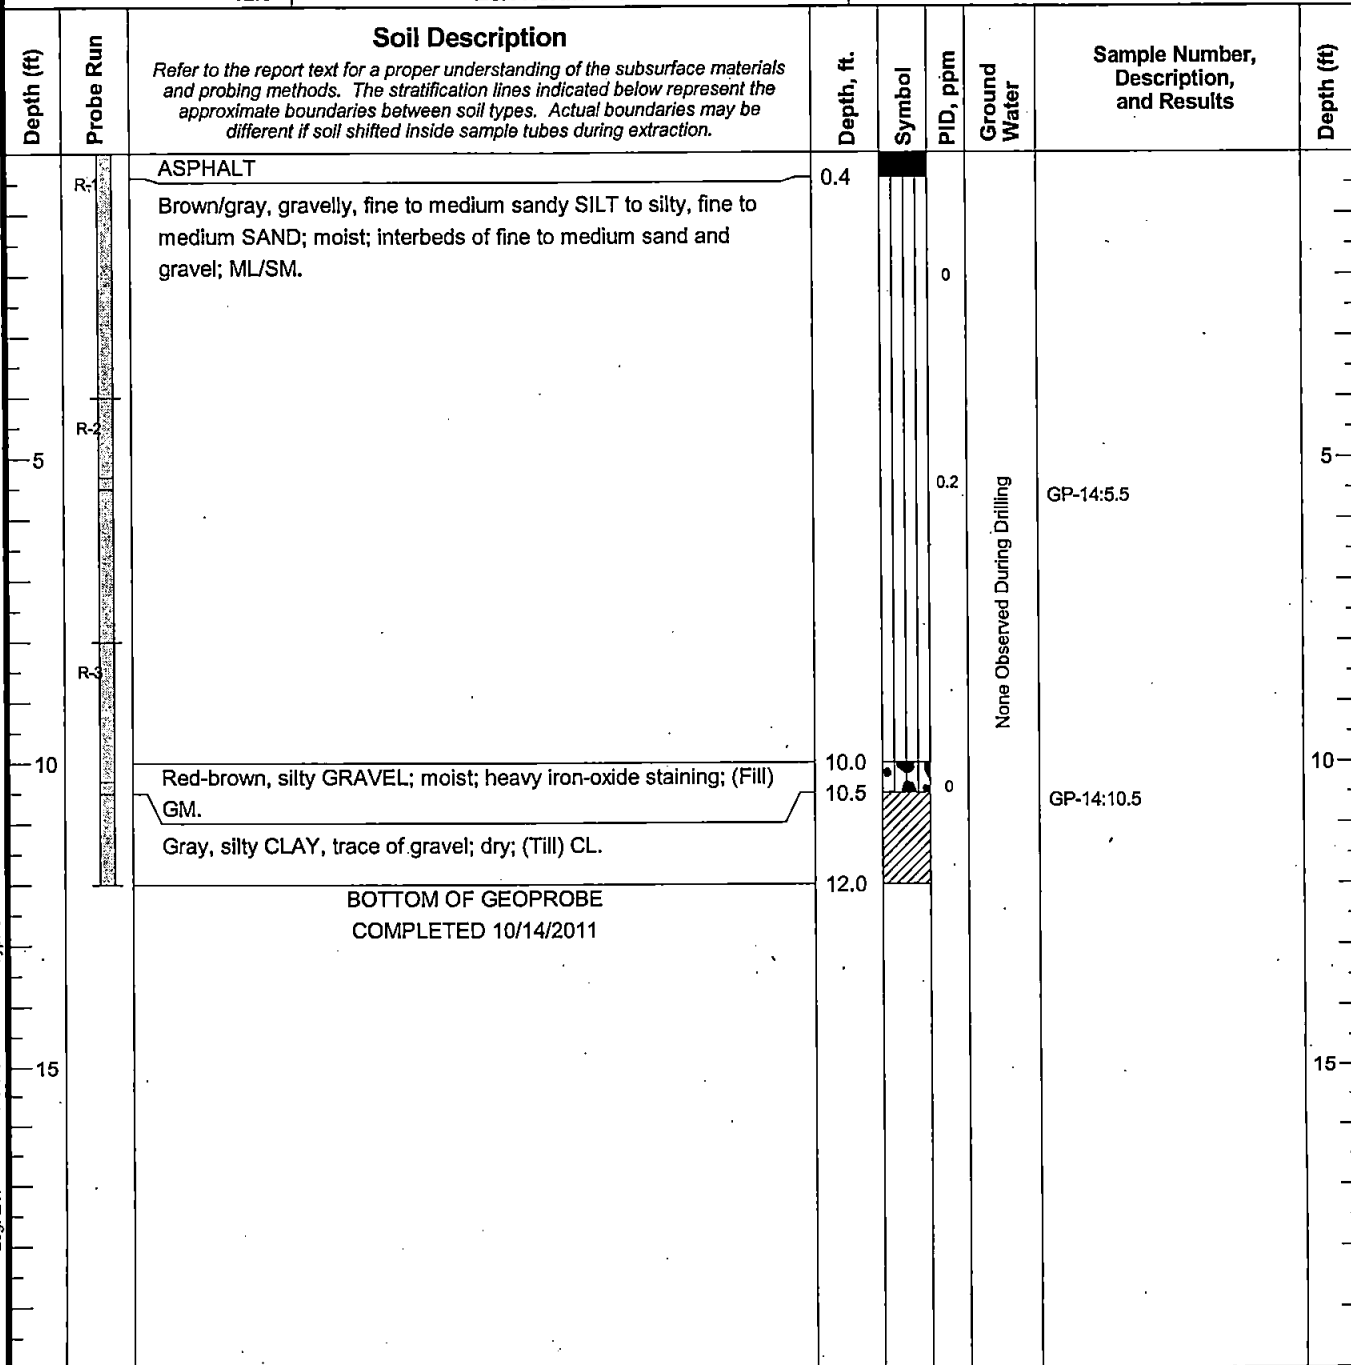 Depth (ft)
Probe Run
Soil Description
Refer to the report text for a proper understanding of the subsurface materials
and probing methods. The stratification lines indicated below represent the
approximate boundaries between soil types. Actual boundaries may be
different if soil shifted inside sample tubes during extraction.
Depth, ft.
Symbol
PID, ppm
Ground
Water
Sample Number,
Description,
and Results
Depth (ft)
R-1
ASPHALT
0.4
Brown/gray, gravelly, fine to medium sandy SILT to silty, fine to
medium SAND; moist; interbeds of fine to medium sand and
gravel; ML/SM.
0
R-2
5
0.2
GP-14:5.5
5
None Observed During Drilling
R-3
10
10.0
10
Red-brown, silty GRAVEL; moist; heavy iron-oxide staining; (Fill)
GM.
10.5
0
GP-14:10.5
Gray, silty CLAY, trace of gravel; dry; (Till) CL.
12.0
BOTTOM OF GEOPROBE
COMPLETED 10/14/2011
15
15